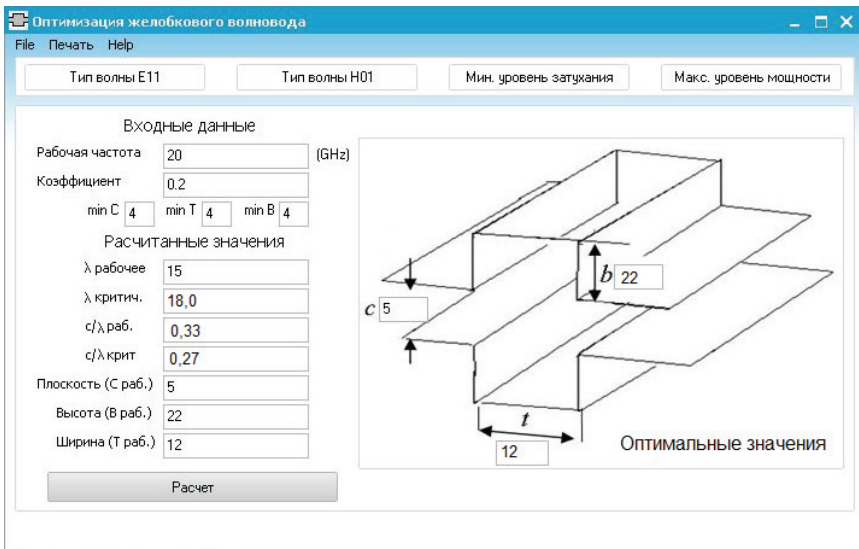 Оптимизация желобкового волновода
File Печать Help
Тип волны E11 Тип волны H01 Мин. уровень затухания Макс. уровень мощности
Входные данные
Рабочая частота 20 (GHz)
Коэффициент 0.2
min C 4 min T 4 min B 4
Расчитанные значения
λ рабочее 15
λ критич. 18,0
c/λ раб. 0,33
c/λ крит 0,27
Плоскость (С раб.) 5
Высота (В раб.) 22
Ширина (Т раб.) 12
Расчет
b 22
c 5
t
12
Оптимальные значения